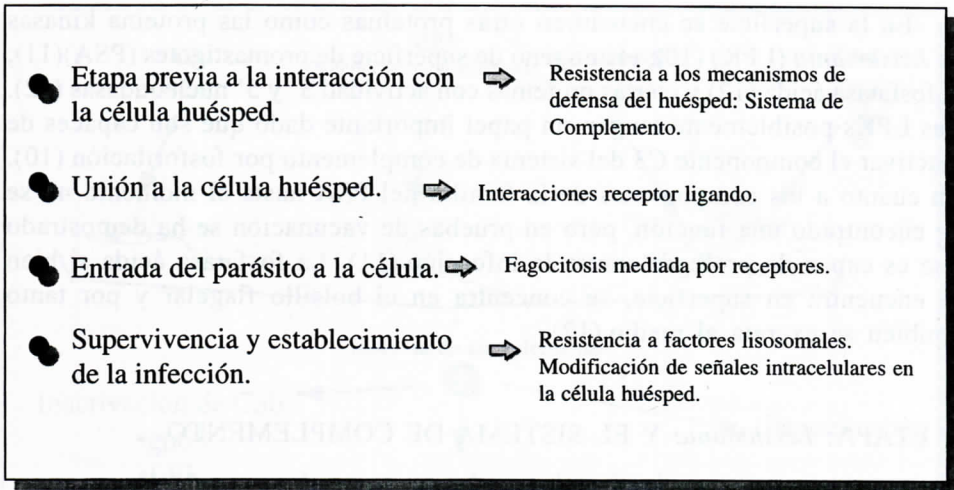 Etapa previa a la interacción con
la célula huésped.
Resistencia a los mecanismos de
defensa del huésped: Sistema de
Complemento.
Unión a la célula huésped.
Interacciones receptor ligando.
Entrada del parásito a la célula.
Fagocitosis mediada por receptores.
Supervivencia y establecimiento
de la infección.
Resistencia a factores lisosomales.
Modificación de señales intracelulares en
la célula huésped.